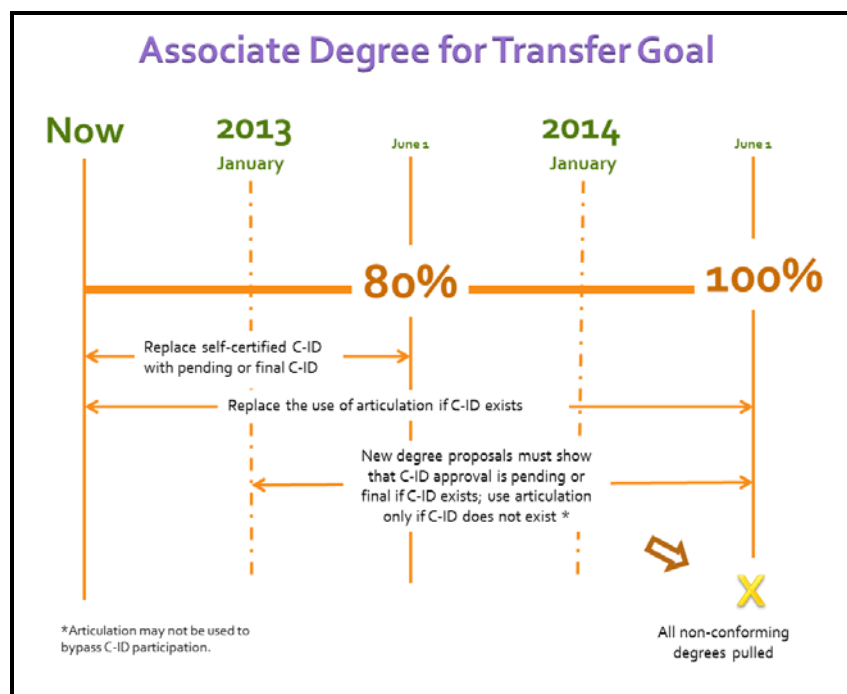 Associate Degree for Transfer Goal
Now
2013
January
June 1
2014
January
June 1
80%
100%
Replace self-certified C-ID
with pending or final C-ID
Replace the use of articulation if C-ID exists
New degree proposals must show
that C-ID approval is pending or
final if C-ID exists; use articulation
only if C-ID does not exist *
X
*Articulation may not be used to
bypass C-ID participation.
All non-conforming
degrees pulled